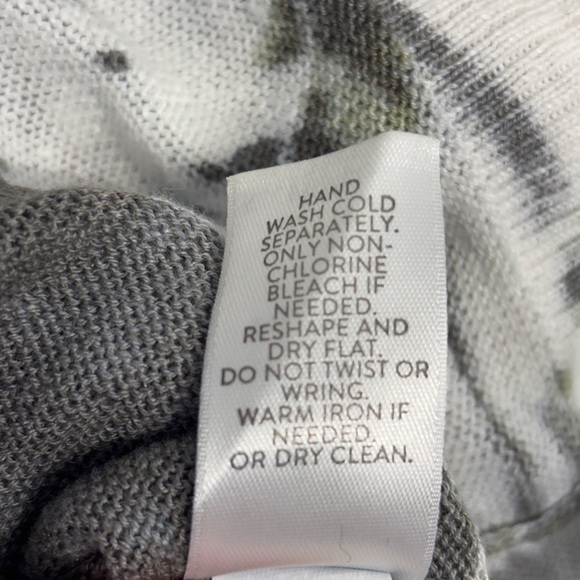 HAND
WASH COLD
SEPARATELY.
ONLY NON-
CHLORINE
BLEACH IF
NEEDED.
RESHAPE AND
DRY FLAT.
DO NOT TWIST OR
WRING.
WARM IRON IF
NEEDED.
OR DRY CLEAN.